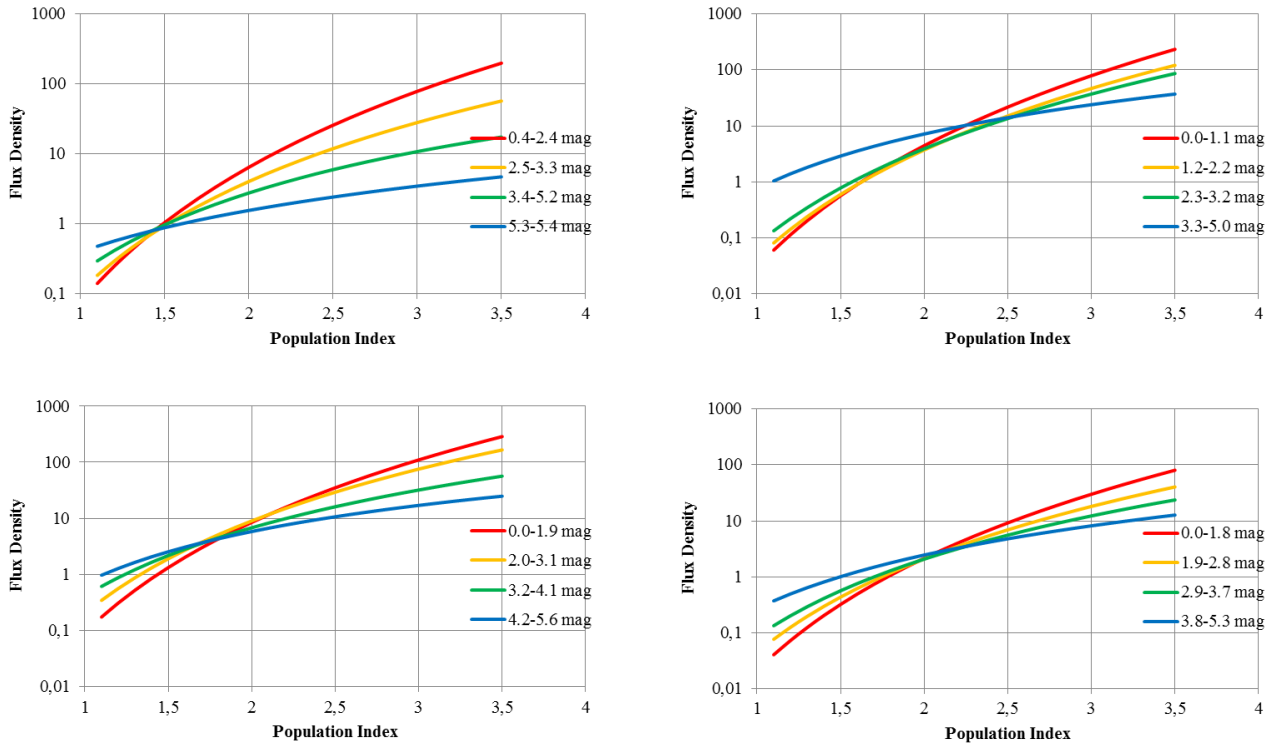 1000
100
10
1
0,1
Flux Density
1 1,5 2 2,5 3 3,5 4
Population Index
0.4-2.4 mag
2.5-3.3 mag
3.4-5.2 mag
5.3-5.4 mag
1000
100
10
1
0,1
0,01
Flux Density
1 1,5 2 2,5 3 3,5 4
Population Index
0.0-1.1 mag
1.2-2.2 mag
2.3-3.2 mag
3.3-5.0 mag
1000
100
10
1
0,1
0,01
Flux Density
1 1,5 2 2,5 3 3,5 4
Population Index
0.0-1.9 mag
2.0-3.1 mag
3.2-4.1 mag
4.2-5.6 mag
1000
100
10
1
0,1
0,01
Flux Density
1 1,5 2 2,5 3 3,5 4
Population Index
0.0-1.8 mag
1.9-2.8 mag
2.9-3.7 mag
3.8-5.3 mag